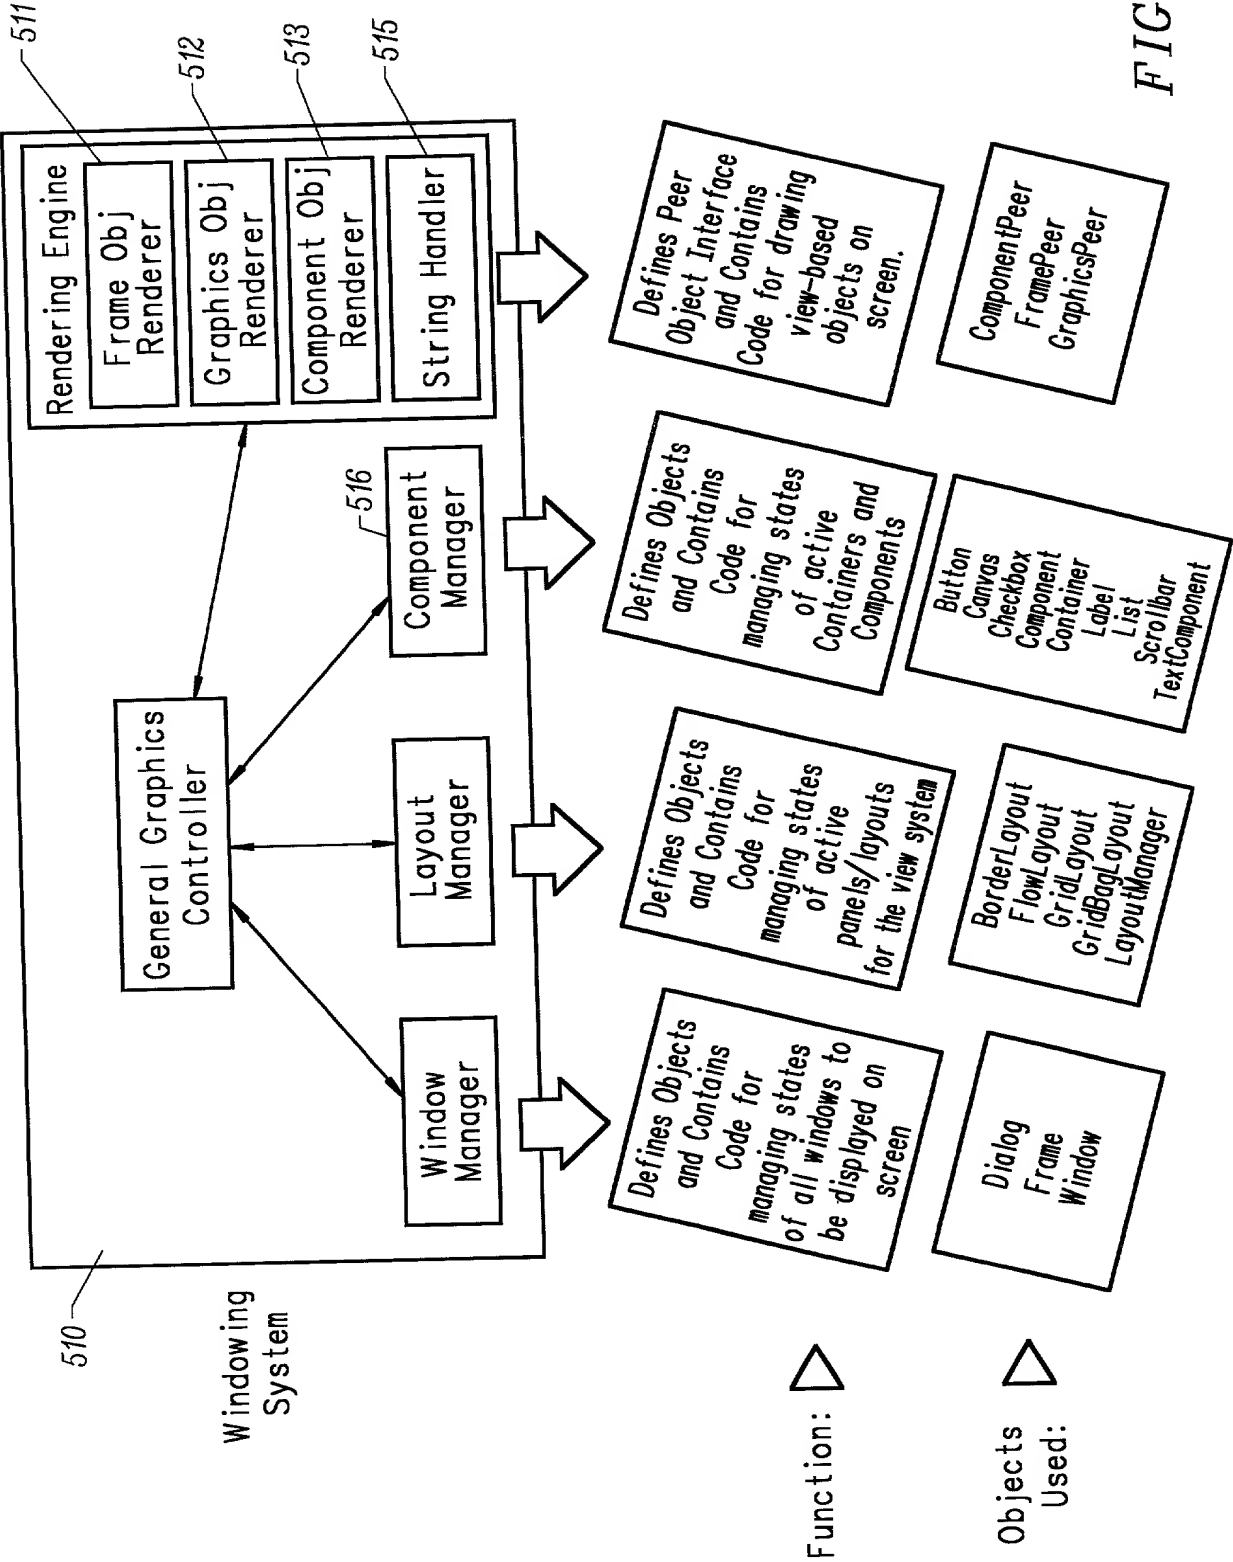 510
Windowing
System
General Graphics
Controller
Window
Manager
Layout
Manager
Component
Manager
516
Rendering Engine
Frame Obj
Renderer
511
Graphics Obj
Renderer
512
Component Obj
Renderer
513
String Handler
515
Function:
Defines Objects
and Contains
Code for
managing states
of all windows to
be displayed on
screen
Defines Objects
and Contains
Code for
managing states
of active
panels/layouts
for the view system
Defines Objects
and Contains
Code for
managing states
of active
Containers and
Components
Defines Peer
Object Interface
and Contains
Code for drawing
view-based
objects on
screen.
Objects
Used:
Dialog
Frame
Window
BorderLayout
FlowLayout
GridLayout
GridBagLayout
LayoutManager
Button
Canvas
Checkbox
Component
Container
Label
List
Scrollbar
TextComponent
ComponentPeer
FramePeer
GraphicsPeer
FIG